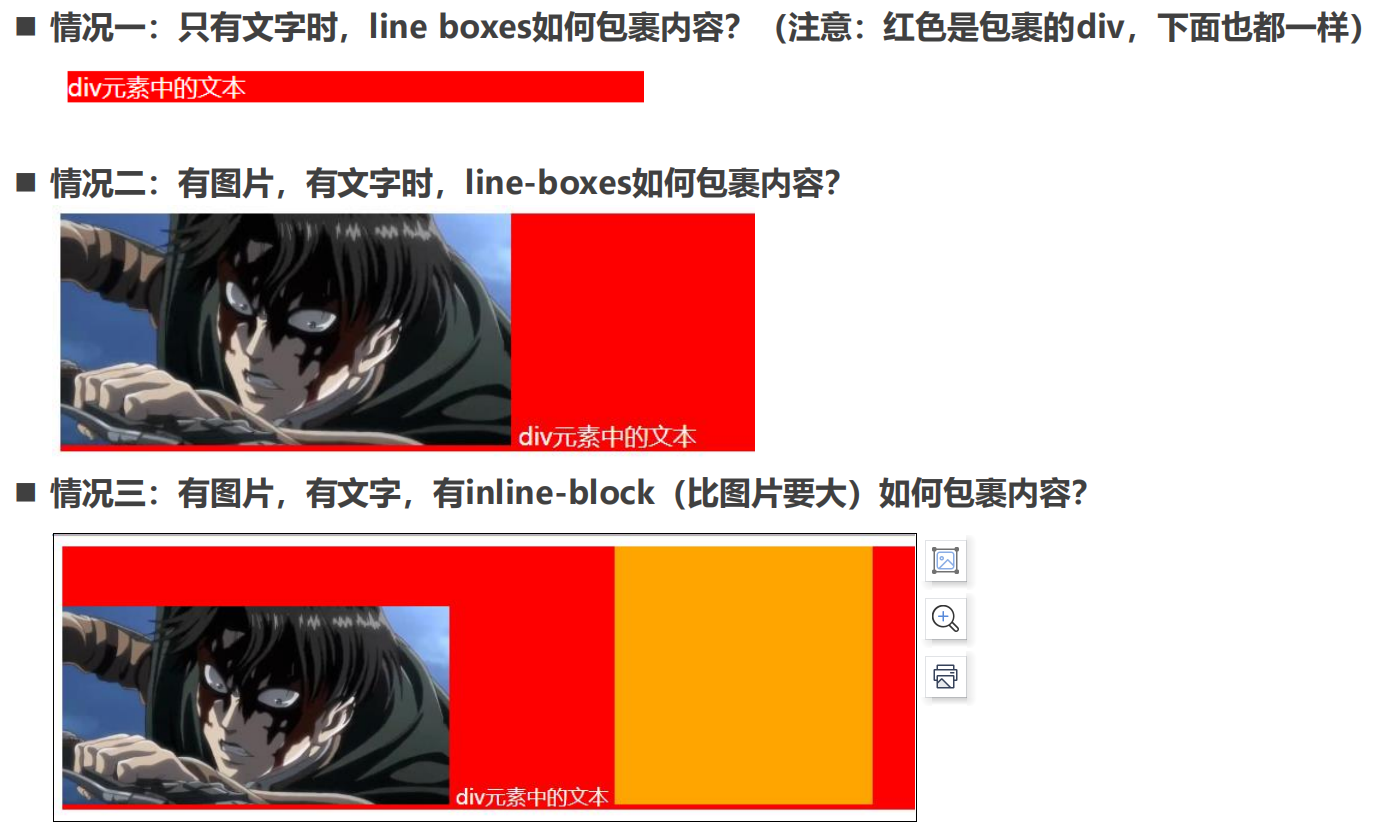 ■ 情况一：只有文字时，line boxes如何包裹内容？（注意：红色是包裹的div，下面也都一样）
div元素中的文本
■ 情况二：有图片，有文字时，line-boxes如何包裹内容？
div元素中的文本
■ 情况三：有图片，有文字，有inline-block（比图片要大）如何包裹内容？
div元素中的文本